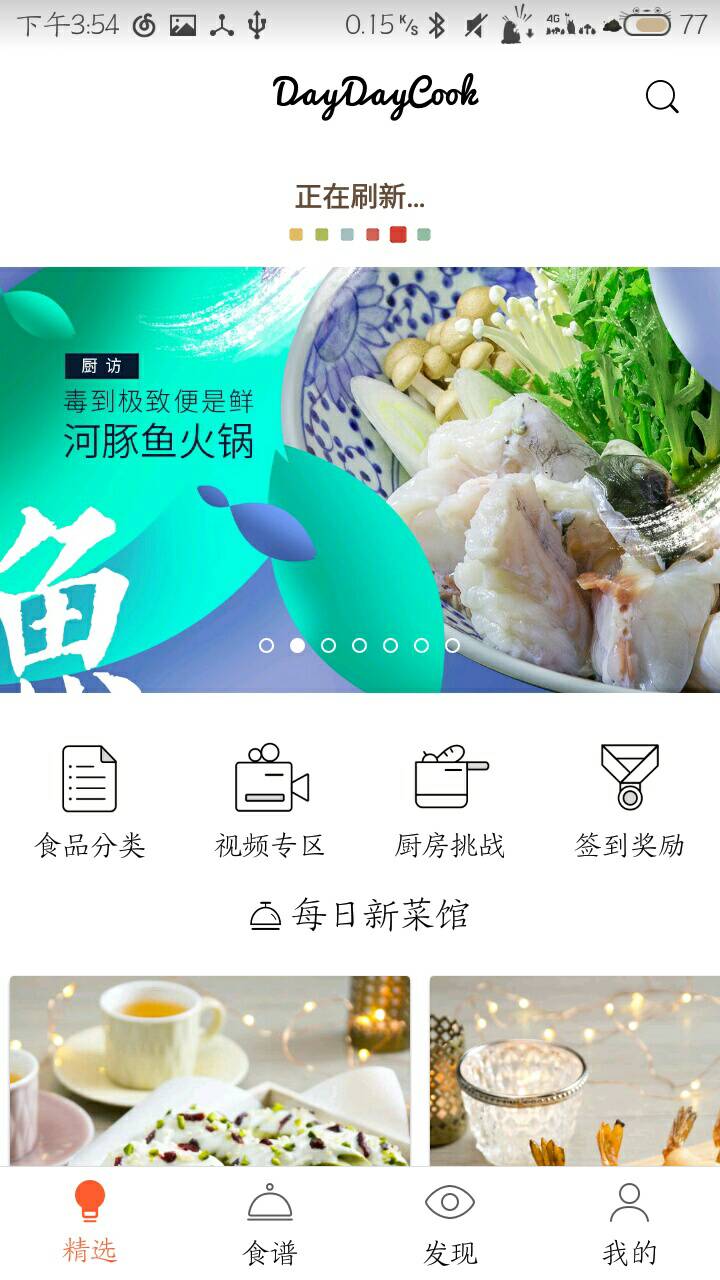 下午3:54
0.15 K/s
4G
77
DayDayCook
正在刷新...
厨访
毒到极致便是鲜
河豚鱼火锅
魚
食品分类
视频专区
厨房挑战
签到奖励
每日新菜馆
精选
食谱
发现
我的